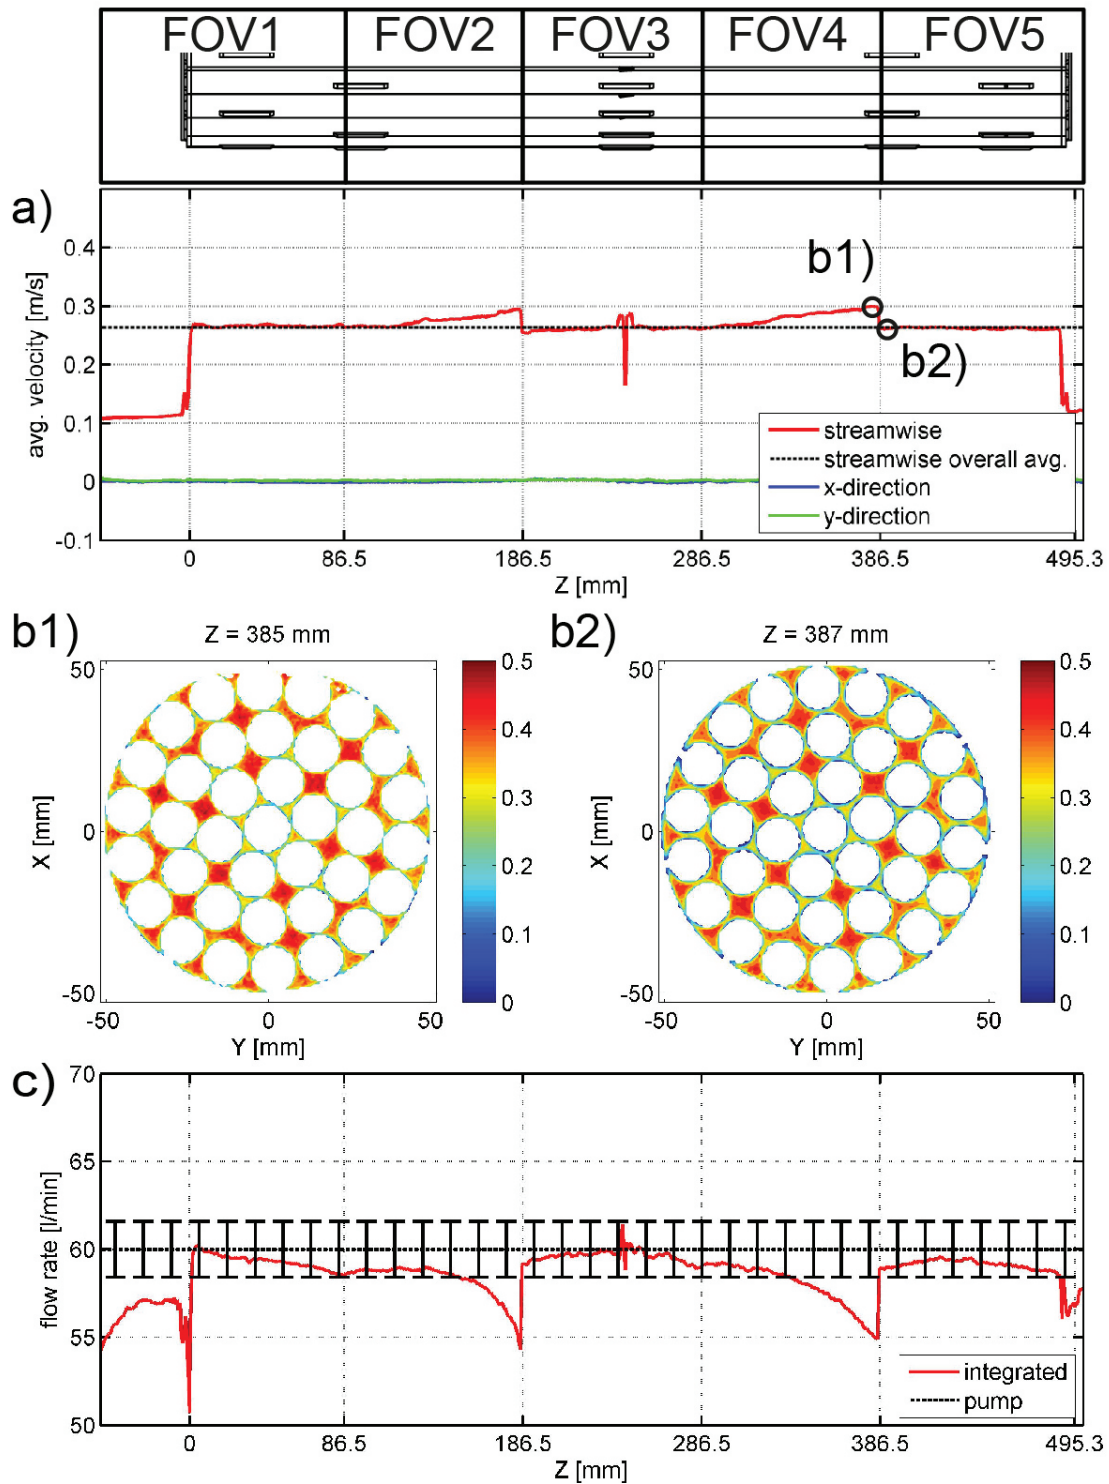 FOV1 FOV2 FOV3 FOV4 FOV5
a)
avg. velocity [m/s]
0.4
0.3
0.2
0.1
0
-0.1
b1)
b2)
streamwise
streamwise overall avg.
x-direction
y-direction
0 86.5 186.5 286.5 386.5 495.3
Z [mm]
b1)
Z = 385 mm
X [mm]
50
0
-50
-50 0 50
Y [mm]
0.5
0.4
0.3
0.2
0.1
0
b2)
Z = 387 mm
X [mm]
50
0
-50
-50 0 50
Y [mm]
0.5
0.4
0.3
0.2
0.1
0
c)
flow rate [l/min]
70
65
60
55
50
integrated
pump
0 86.5 186.5 286.5 386.5 495.3
Z [mm]